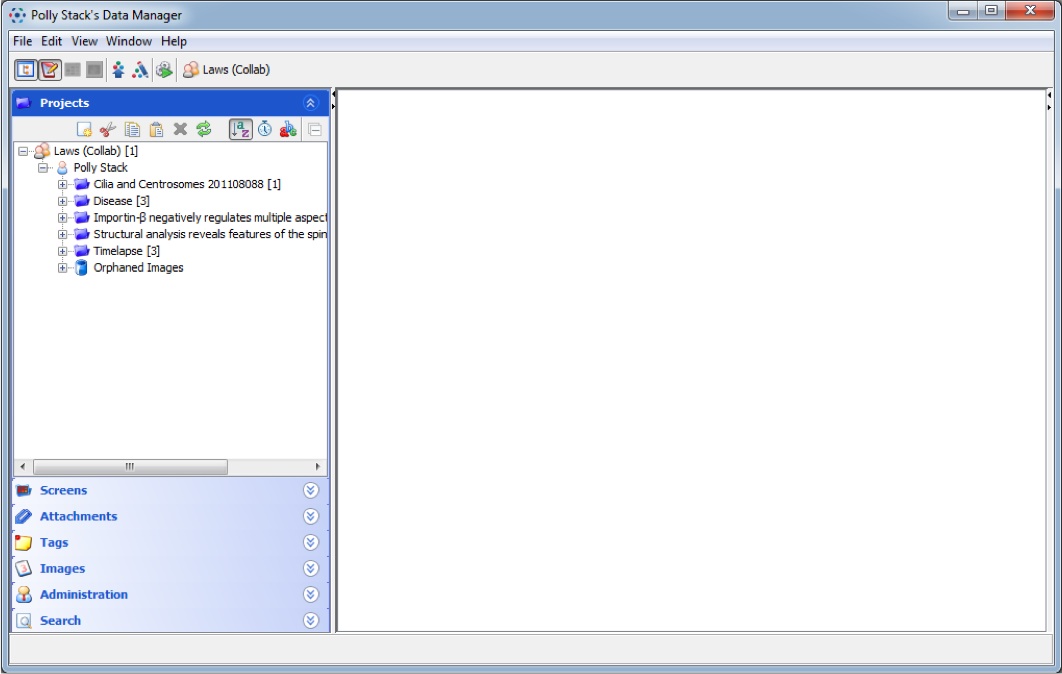 Polly Stack's Data Manager
File Edit View Window Help
Laws (Collab)
Projects
Laws (Collab) [1]
Polly Stack
Cilia and Centrosomes 201108088 [1]
Disease [3]
Importin-β negatively regulates multiple aspect
Structural analysis reveals features of the spin
Timelapse [3]
Orphaned Images
Screens
Attachments
Tags
Images
Administration
Search